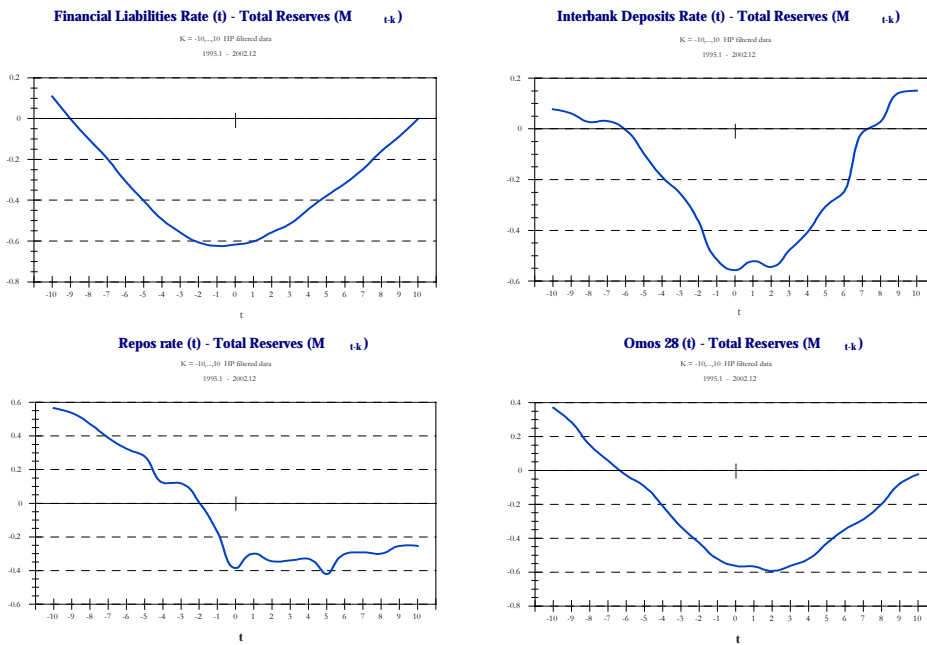 Financial Liabilities Rate (t) - Total Reserves (M t-k)
K = -10,...,10 HP filtered data
1995.1 - 2002.12
0.2
0
-0.2
-0.4
-0.6
-0.8
-10 -9 -8 -7 -6 -5 -4 -3 -2 -1 0 1 2 3 4 5 6 7 8 9 10
t
Interbank Deposits Rate (t) - Total Reserves (M t-k)
K = -10,...,10 HP filtered data
1995.1 - 2002.12
0.2
0
-0.2
-0.4
-0.6
-10 -9 -8 -7 -6 -5 -4 -3 -2 -1 0 1 2 3 4 5 6 7 8 9 10
t
Repos rate (t) - Total Reserves (M t-k)
K = -10,...,10 HP filtered data
1995.1 - 2002.12
0.6
0.4
0.2
0
-0.2
-0.4
-0.6
-10 -9 -8 -7 -6 -5 -4 -3 -2 -1 0 1 2 3 4 5 6 7 8 9 10
t
Omos 28 (t) - Total Reserves (M t-k)
K = -10,...,10 HP filtered data
1995.1 - 2002.12
0.4
0.2
0
-0.2
-0.4
-0.6
-0.8
-10 -9 -8 -7 -6 -5 -4 -3 -2 -1 0 1 2 3 4 5 6 7 8 9 10
t